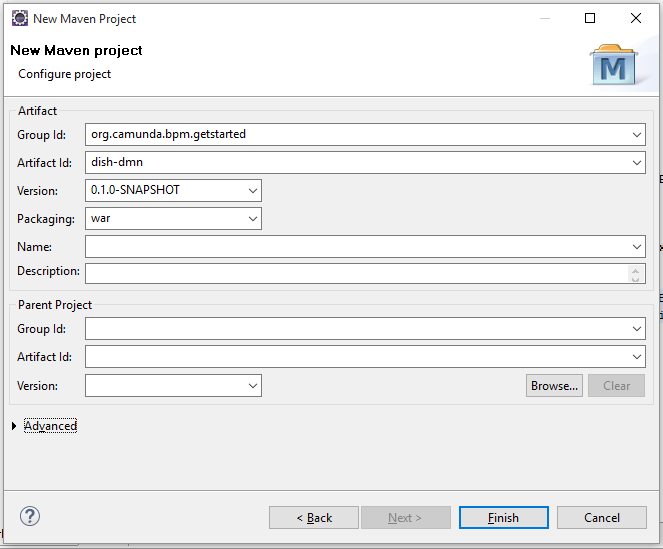 New Maven Project
New Maven project
Configure project
M
Artifact
Group Id: org.camunda.bpm.getstarted
Artifact Id: dish-dmn
Version: 0.1.0-SNAPSHOT
Packaging: war
Name:
Description:
Parent Project
Group Id:
Artifact Id:
Version: Browse... Clear
Advanced
? < Back Next > Finish Cancel